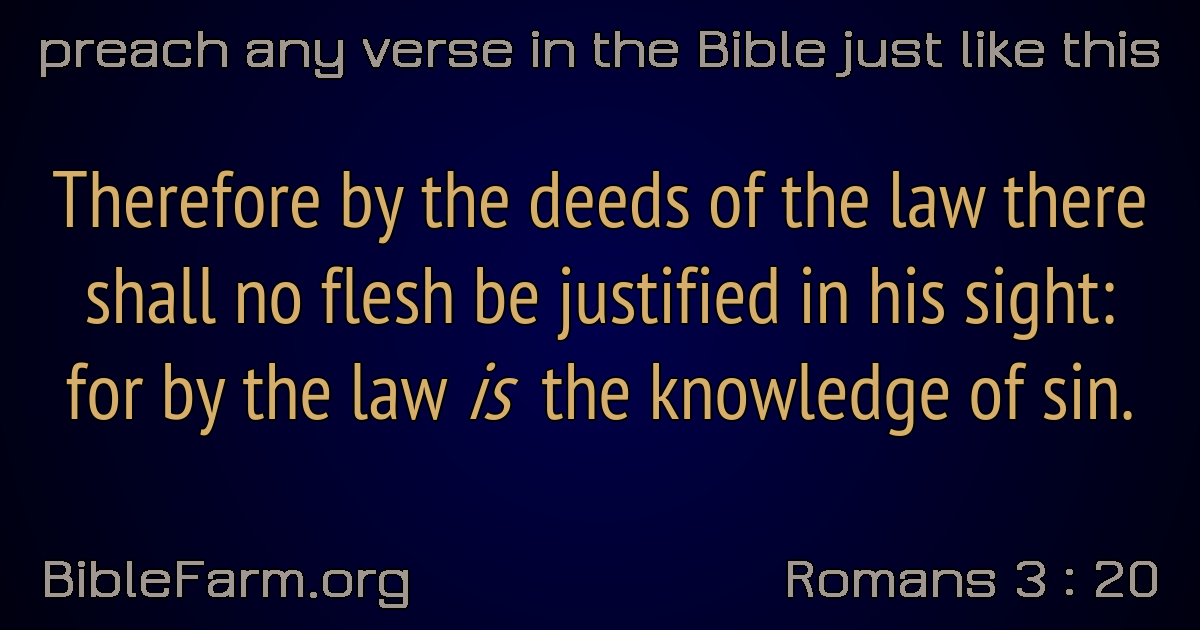 preach any verse in the Bible just like this
Therefore by the deeds of the law there
shall no flesh be justified in his sight:
for by the law is the knowledge of sin.
BibleFarm.org
Romans 3 : 20